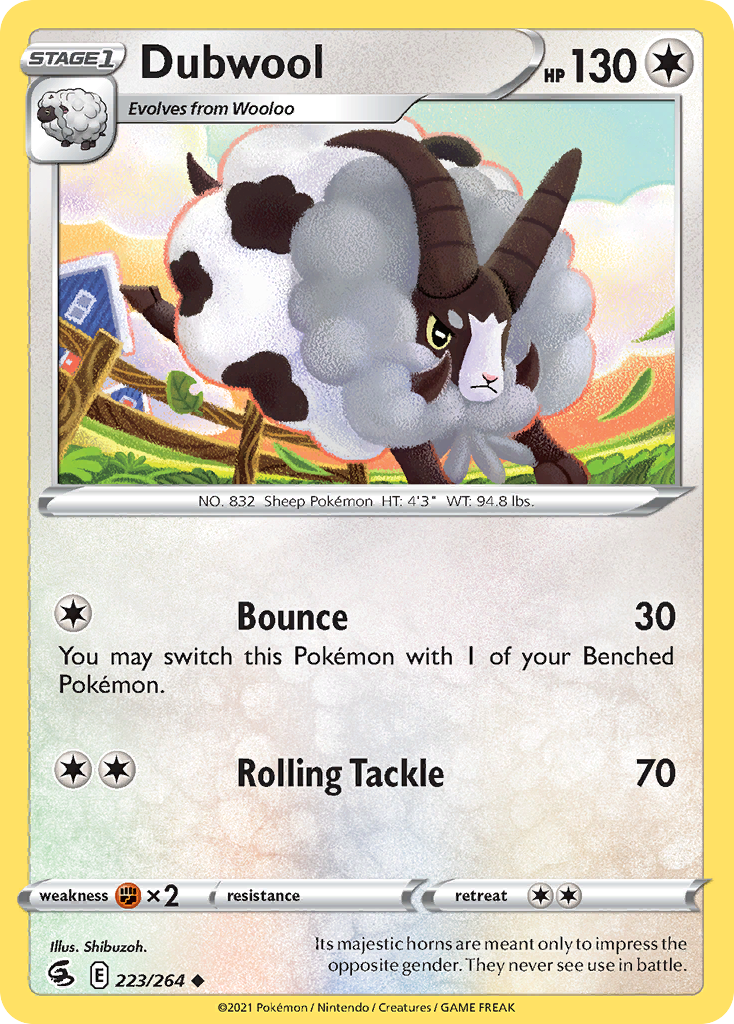 STAGE1
Dubwool
HP 130
Evolves from Wooloo
NO. 832 Sheep Pokémon HT: 4'3" WT: 94.8 lbs.
Bounce 30
You may switch this Pokémon with 1 of your Benched
Pokémon.
Rolling Tackle 70
weakness ×2 resistance retreat
Illus. Shibuzoh.
Its majestic horns are meant only to impress the
opposite gender. They never see use in battle.
E 223/264
©2021 Pokémon / Nintendo / Creatures / GAME FREAK